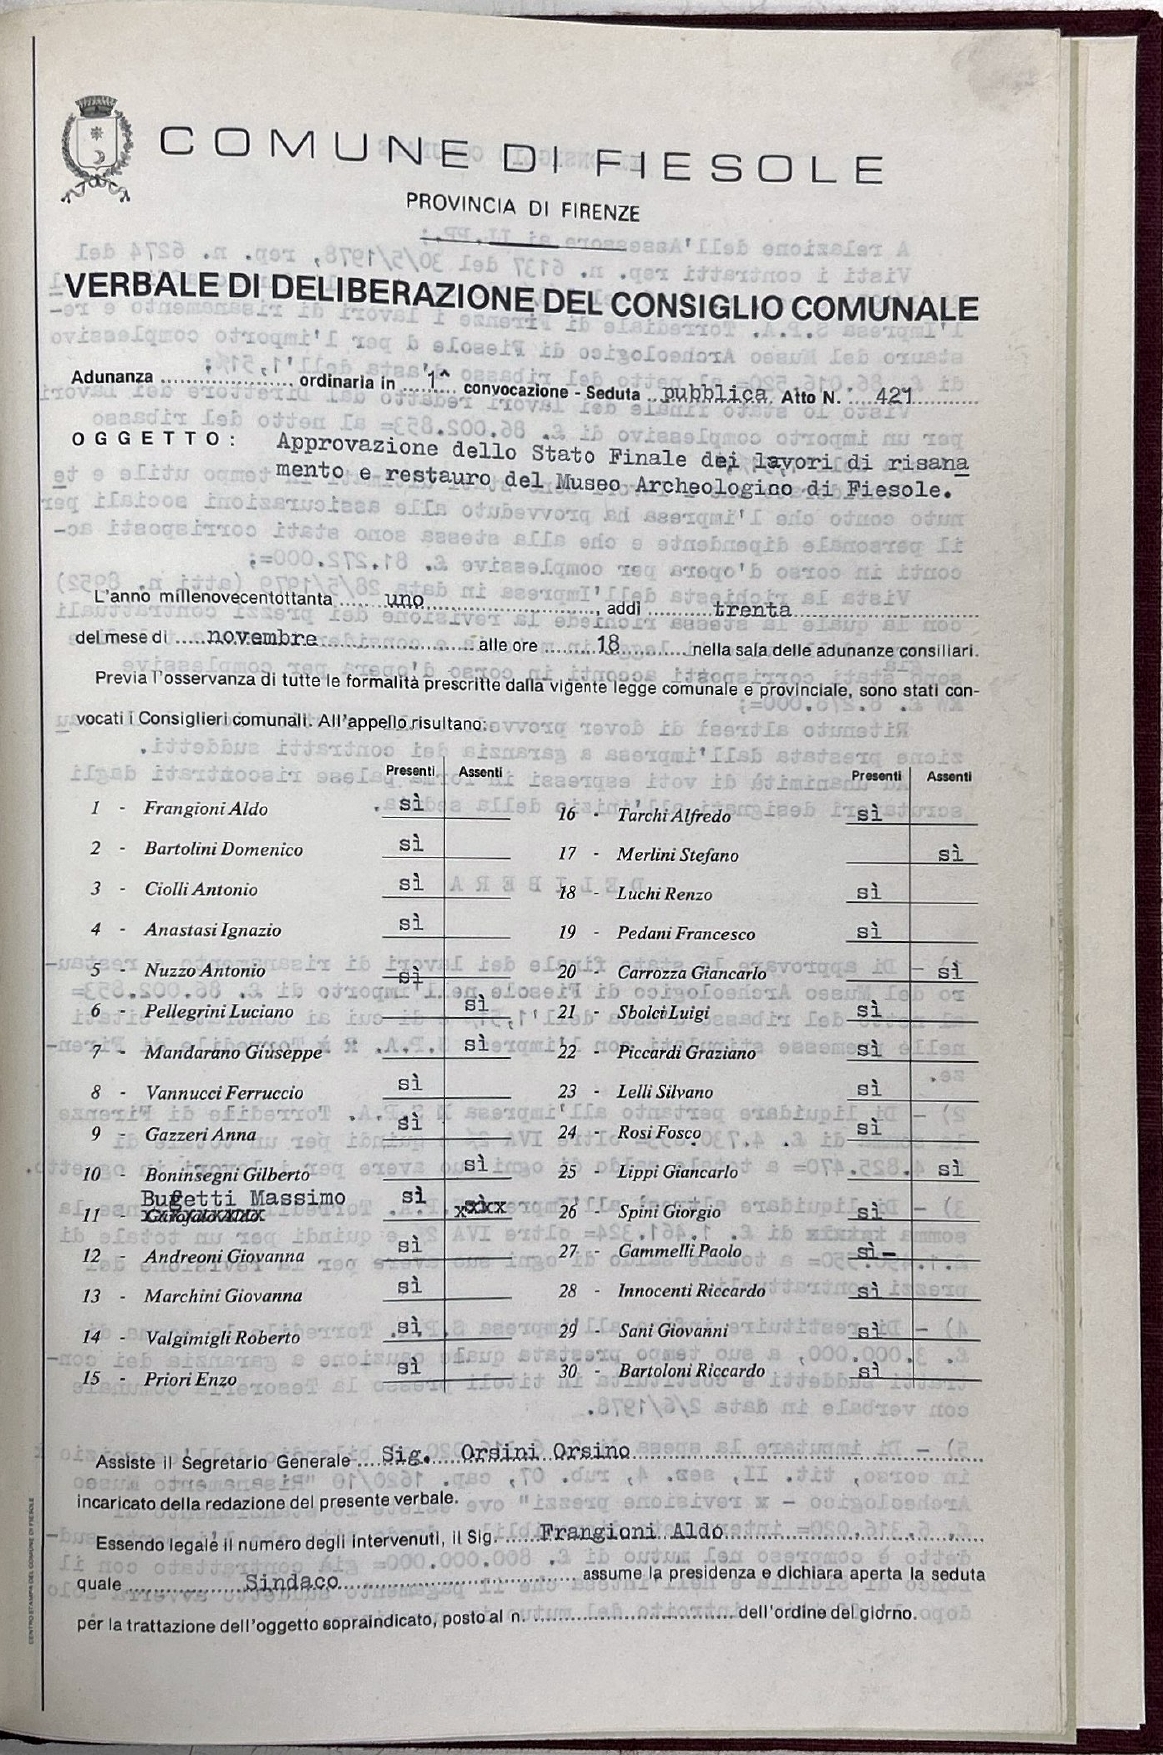 COMUNE DI FIESOLE
PROVINCIA DI FIRENZE
VERBALE DI DELIBERAZIONE DEL CONSIGLIO COMUNALE
Adunanza .................... ordinaria in ....1^.... convocazione - Seduta ..pubblica. Atto N. ....421............
OGGETTO: Approvazione dello Stato Finale dei lavori di risana
mento e restauro del Museo Archeologico di Fiesole.
L'anno millenovecentottanta .......uno.........................., addì ..........trenta...........................
del mese di .....novembre........................ alle ore ........18.............. nella sala delle adunanze consiliari.
Previa l'osservanza di tutte le formalità prescritte dalla vigente legge comunale e provinciale, sono stati con-
vocati i Consiglieri comunali. All'appello risultano:
Presenti Assenti Presenti Assenti
1 - Frangioni Aldo sì
2 - Bartolini Domenico sì
3 - Ciolli Antonio sì
4 - Anastasi Ignazio sì
5 - Nuzzo Antonio sì
6 - Pellegrini Luciano sì
7 - Mandarano Giuseppe sì
8 - Vannucci Ferruccio sì
9 - Gazzeri Anna sì
10 - Boninsegni Gilberto sì
Bugetti Massimo sì
11 -
12 - Andreoni Giovanna sì
13 - Marchini Giovanna sì
14 - Valgimigli Roberto sì
15 - Priori Enzo sì
16 - Tarchi Alfredo sì
17 - Merlini Stefano sì
18 - Luchi Renzo sì
19 - Pedani Francesco sì
20 - Carrozza Giancarlo sì
21 - Sbolci Luigi sì
22 - Piccardi Graziano sì
23 - Lelli Silvano sì
24 - Rosi Fosco sì
25 - Lippi Giancarlo sì
26 - Spini Giorgio sì
27 - Cammelli Paolo sì-
28 - Innocenti Riccardo sì
29 - Sani Giovanni sì
30 - Bartoloni Riccardo sì
Assiste il Segretario Generale ....Sig....Orsini Orsino..........................................
incaricato della redazione del presente verbale.
Essendo legale il numero degli intervenuti, il Sig. ......Frangioni Aldo..............................
quale ....................Sindaco.................................... assume la presidenza e dichiara aperta la seduta
per la trattazione dell'oggetto sopraindicato, posto al n. ................................ dell'ordine del giorno.
CENTRO STAMPA DEL COMUNE DI FIESOLE